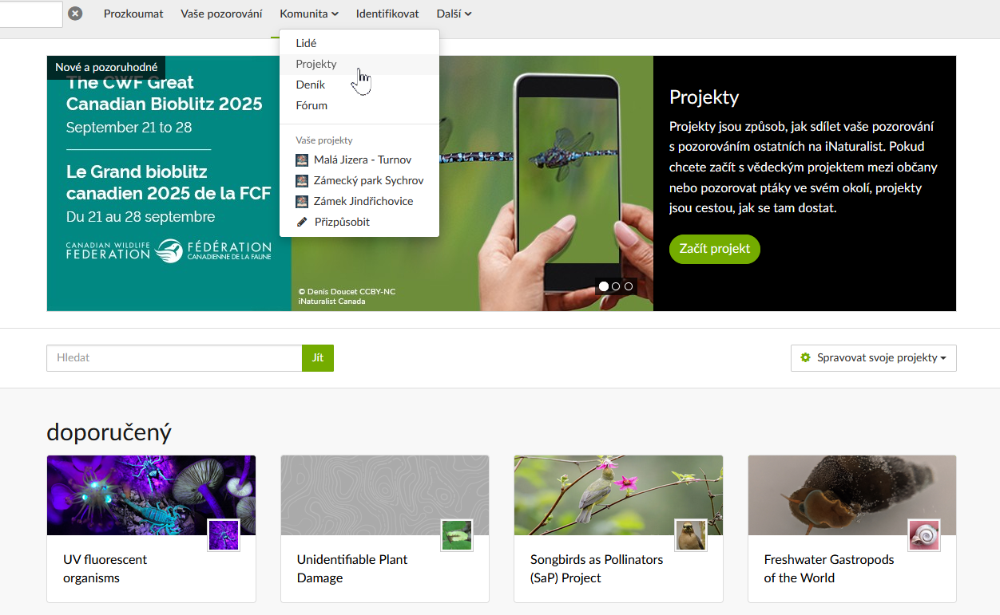 Prozkoumat Vaše pozorování Komunita Identifikovat Další
Lidé
Projekty
Deník
Fórum
Vaše projekty
Malá Jizera - Turnov
Zámecký park Sychrov
Zámek Jindřichovice
Přizpůsobit
Nové a pozoruhodné
The CWF Great
Canadian Bioblitz 2025
September 21 to 28
Le Grand bioblitz
canadien 2025 de la FCF
Du 21 au 28 septembre
CANADIAN WILDLIFE
FEDERATION
FÉDÉRATION
CANADIENNE DE LA FAUNE
© Denis Doucet CCBY-NC
iNaturalist Canada
Projekty
Projekty jsou způsob, jak sdílet vaše pozorování
s pozorováním ostatních na iNaturalist. Pokud
chcete začít s vědeckým projektem mezi občany
nebo pozorovat ptáky ve svém okolí, projekty
jsou cestou, jak se tam dostat.
Začít projekt
Hledat
Jít
Spravovat svoje projekty
doporučený
UV fluorescent
organisms
Unidentifiable Plant
Damage
Songbirds as Pollinators
(SaP) Project
Freshwater Gastropods
of the World